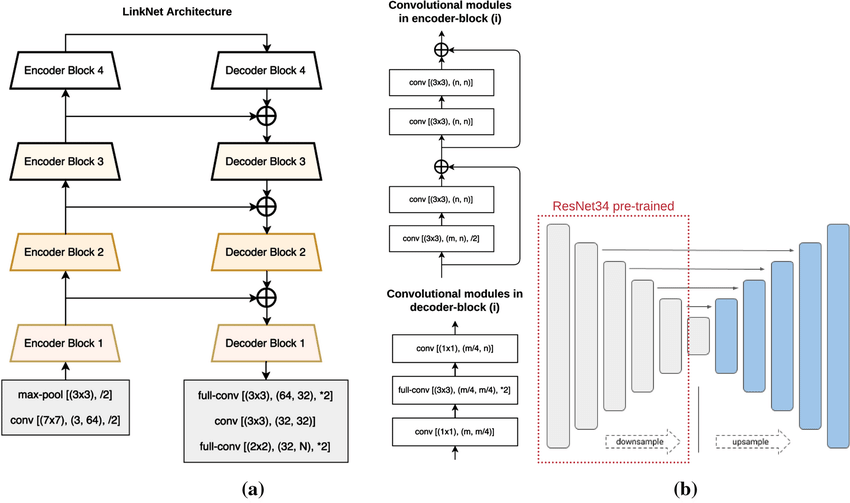 LinkNet Architecture
Encoder Block 4
Decoder Block 4
Encoder Block 3
Decoder Block 3
Encoder Block 2
Decoder Block 2
Encoder Block 1
Decoder Block 1
max-pool [(3x3), /2]
conv [(7x7), (3, 64), /2]
full-conv [(3x3), (64, 32), *2]
conv [(3x3), (32, 32)]
full-conv [(2x2), (32, N), *2]
(a)
Convolutional modules
in encoder-block (i)
conv [(3x3), (n, n)]
conv [(3x3), (n, n)]
conv [(3x3), (n, n)]
conv [(3x3), (m, n), /2]
Convolutional modules in
decoder-block (i)
conv [(1x1), (m/4, n)]
full-conv [(3x3), (m/4, m/4), *2]
conv [(1x1), (m, m/4)]
ResNet34 pre-trained
downsample
upsample
(b)